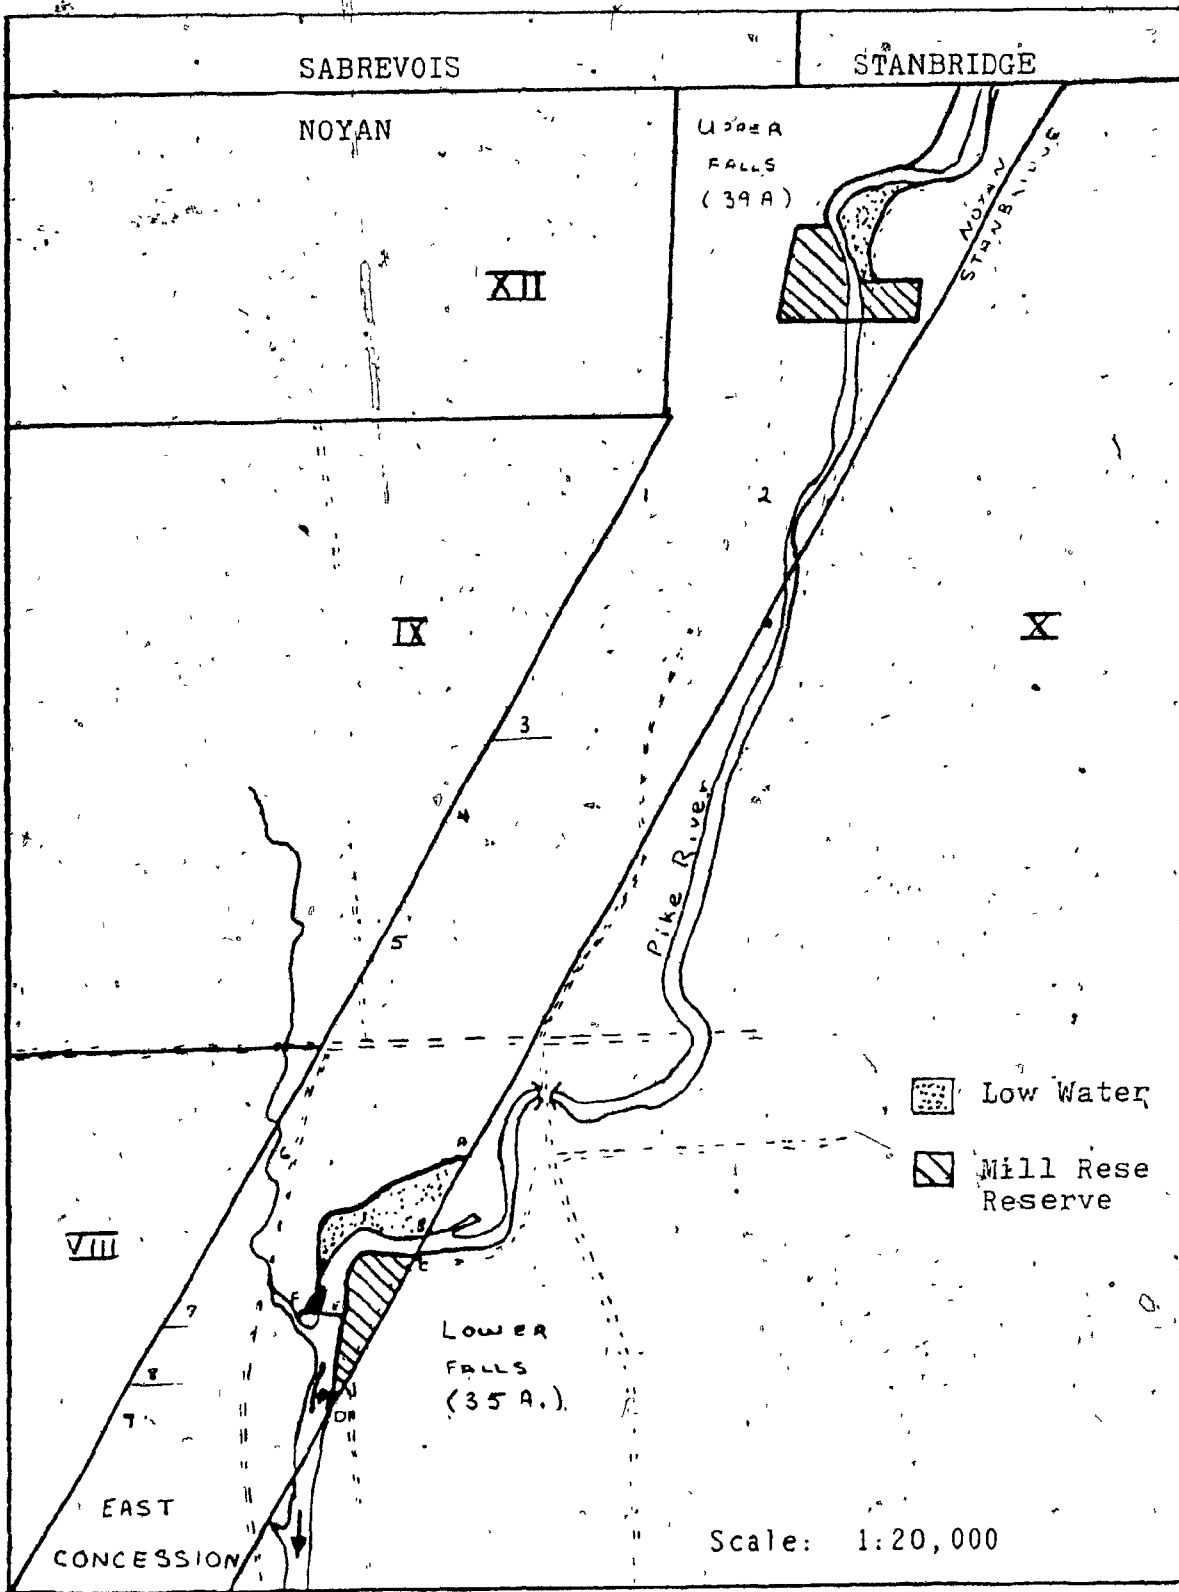 SABREVOIS
STANBRIDGE
NOYAN
UPPER
FALLS
(39 A)
NOYAN
STANBRIDGE
XII
1
2
IX
X
3
4
Pike River
5
Low Water
A
6
Mill Rese
Reserve
B
VIII
C
F
E
7
LOWER
FALLS
(35 A.)
8
D
7
EAST
CONCESSION
Scale: 1:20,000